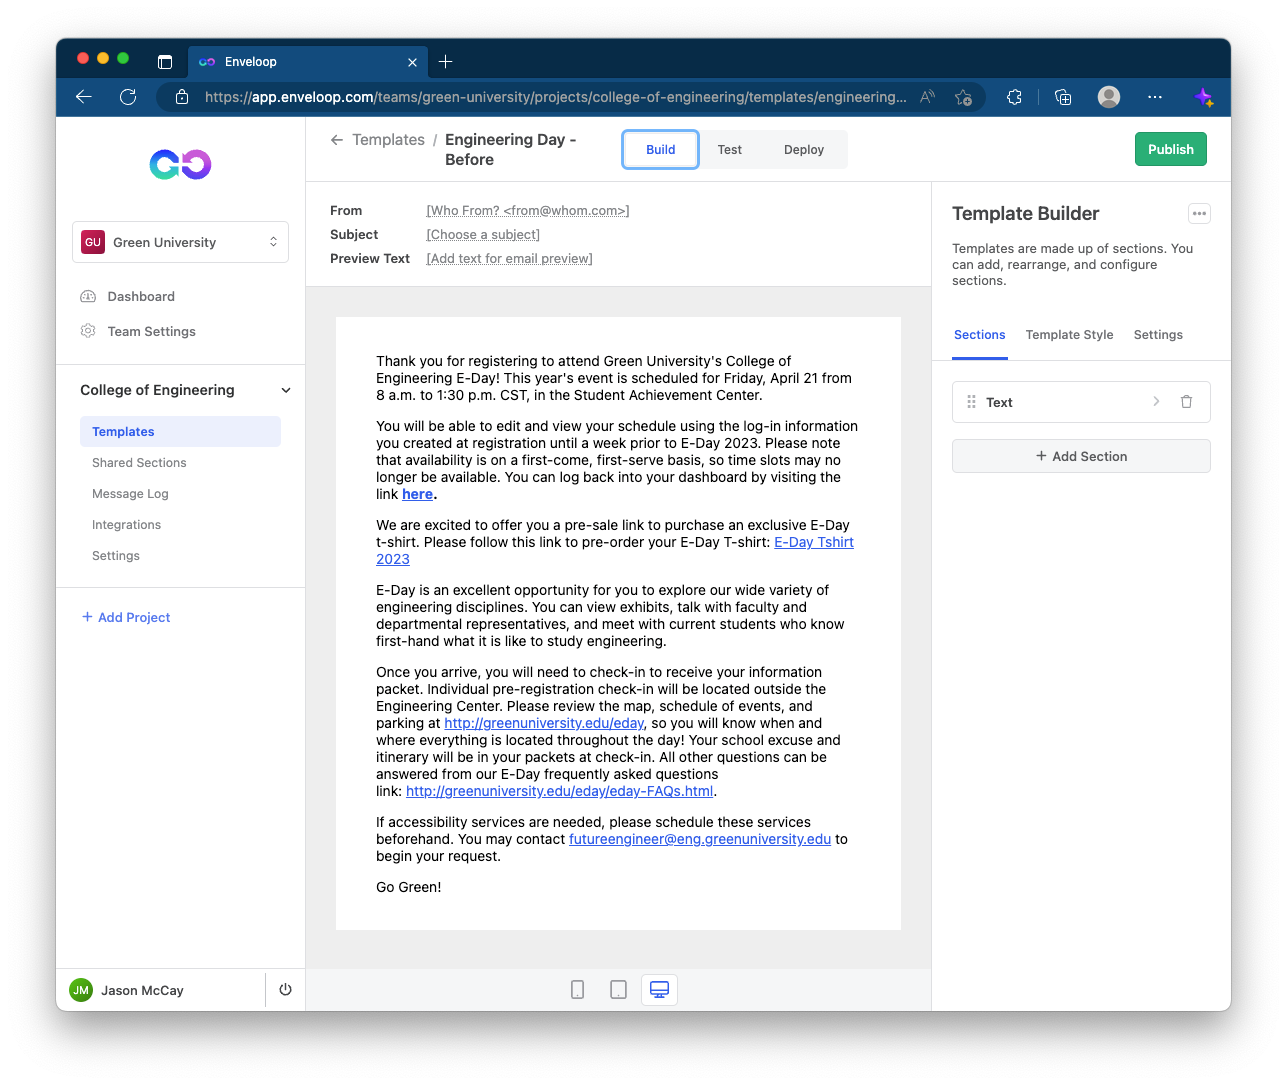 Enveloop
https://app.enveloop.com/teams/green-university/projects/college-of-engineering/templates/engineering...
Templates / Engineering Day -
Before
Build
Test
Deploy
Publish
GU Green University
Dashboard
Team Settings
College of Engineering
Templates
Shared Sections
Message Log
Integrations
Settings
+ Add Project
JM Jason McCay
From [Who From? <from@whom.com>]
Subject [Choose a subject]
Preview Text [Add text for email preview]
Thank you for registering to attend Green University's College of
Engineering E-Day! This year's event is scheduled for Friday, April 21 from
8 a.m. to 1:30 p.m. CST, in the Student Achievement Center.
You will be able to edit and view your schedule using the log-in information
you created at registration until a week prior to E-Day 2023. Please note
that availability is on a first-come, first-serve basis, so time slots may no
longer be available. You can log back into your dashboard by visiting the
link here.
We are excited to offer you a pre-sale link to purchase an exclusive E-Day
t-shirt. Please follow this link to pre-order your E-Day T-shirt: E-Day Tshirt
2023
E-Day is an excellent opportunity for you to explore our wide variety of
engineering disciplines. You can view exhibits, talk with faculty and
departmental representatives, and meet with current students who know
first-hand what it is like to study engineering.
Once you arrive, you will need to check-in to receive your information
packet. Individual pre-registration check-in will be located outside the
Engineering Center. Please review the map, schedule of events, and
parking at http://greenuniversity.edu/eday, so you will know when and
where everything is located throughout the day! Your school excuse and
itinerary will be in your packets at check-in. All other questions can be
answered from our E-Day frequently asked questions
link: http://greenuniversity.edu/eday/eday-FAQs.html.
If accessibility services are needed, please schedule these services
beforehand. You may contact futureengineer@eng.greenuniversity.edu to
begin your request.
Go Green!
Template Builder
Templates are made up of sections. You
can add, rearrange, and configure
sections.
Sections
Template Style
Settings
Text
+ Add Section